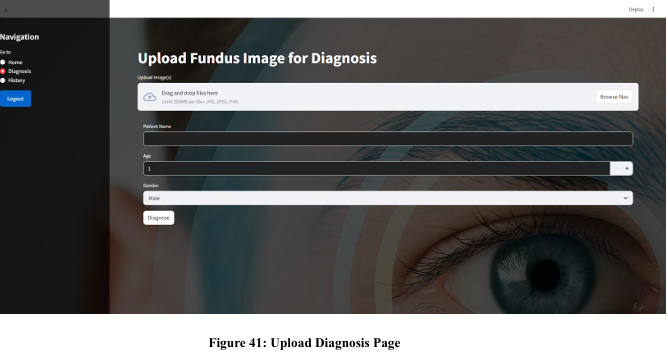 Deploy
Navigation
Go to
Home
Diagnosis
History
Logout
Upload Fundus Image for Diagnosis
Upload Image(s)
Drag and drop files here
Limit 200MB per file • JPG, JPEG, PNG
Browse files
Patient Name
Age
1
Gender
Male
Diagnose
Figure 41: Upload Diagnosis Page